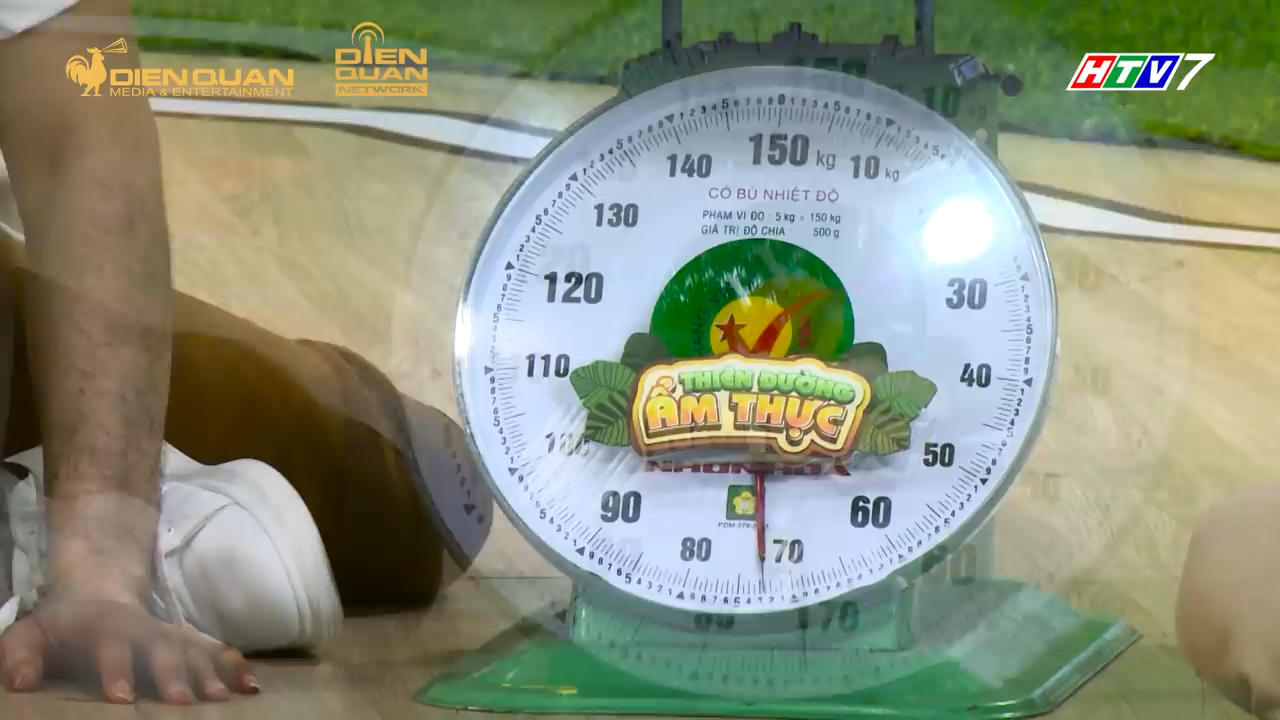 DIENQUAN
MEDIA & ENTERTAINMENT
DIEN
QUAN
NETWORK
HTV7
150 kg
10 kg
140
130
120
110
100
90
80
70
60
50
40
30
CÓ BÙ NHIỆT ĐỘ
PHẠM VI ĐO : 5 kg ÷ 150 kg
GIÁ TRỊ ĐỘ CHIA : 500 g
THIÊN ĐƯỜNG
ẨM THỰC